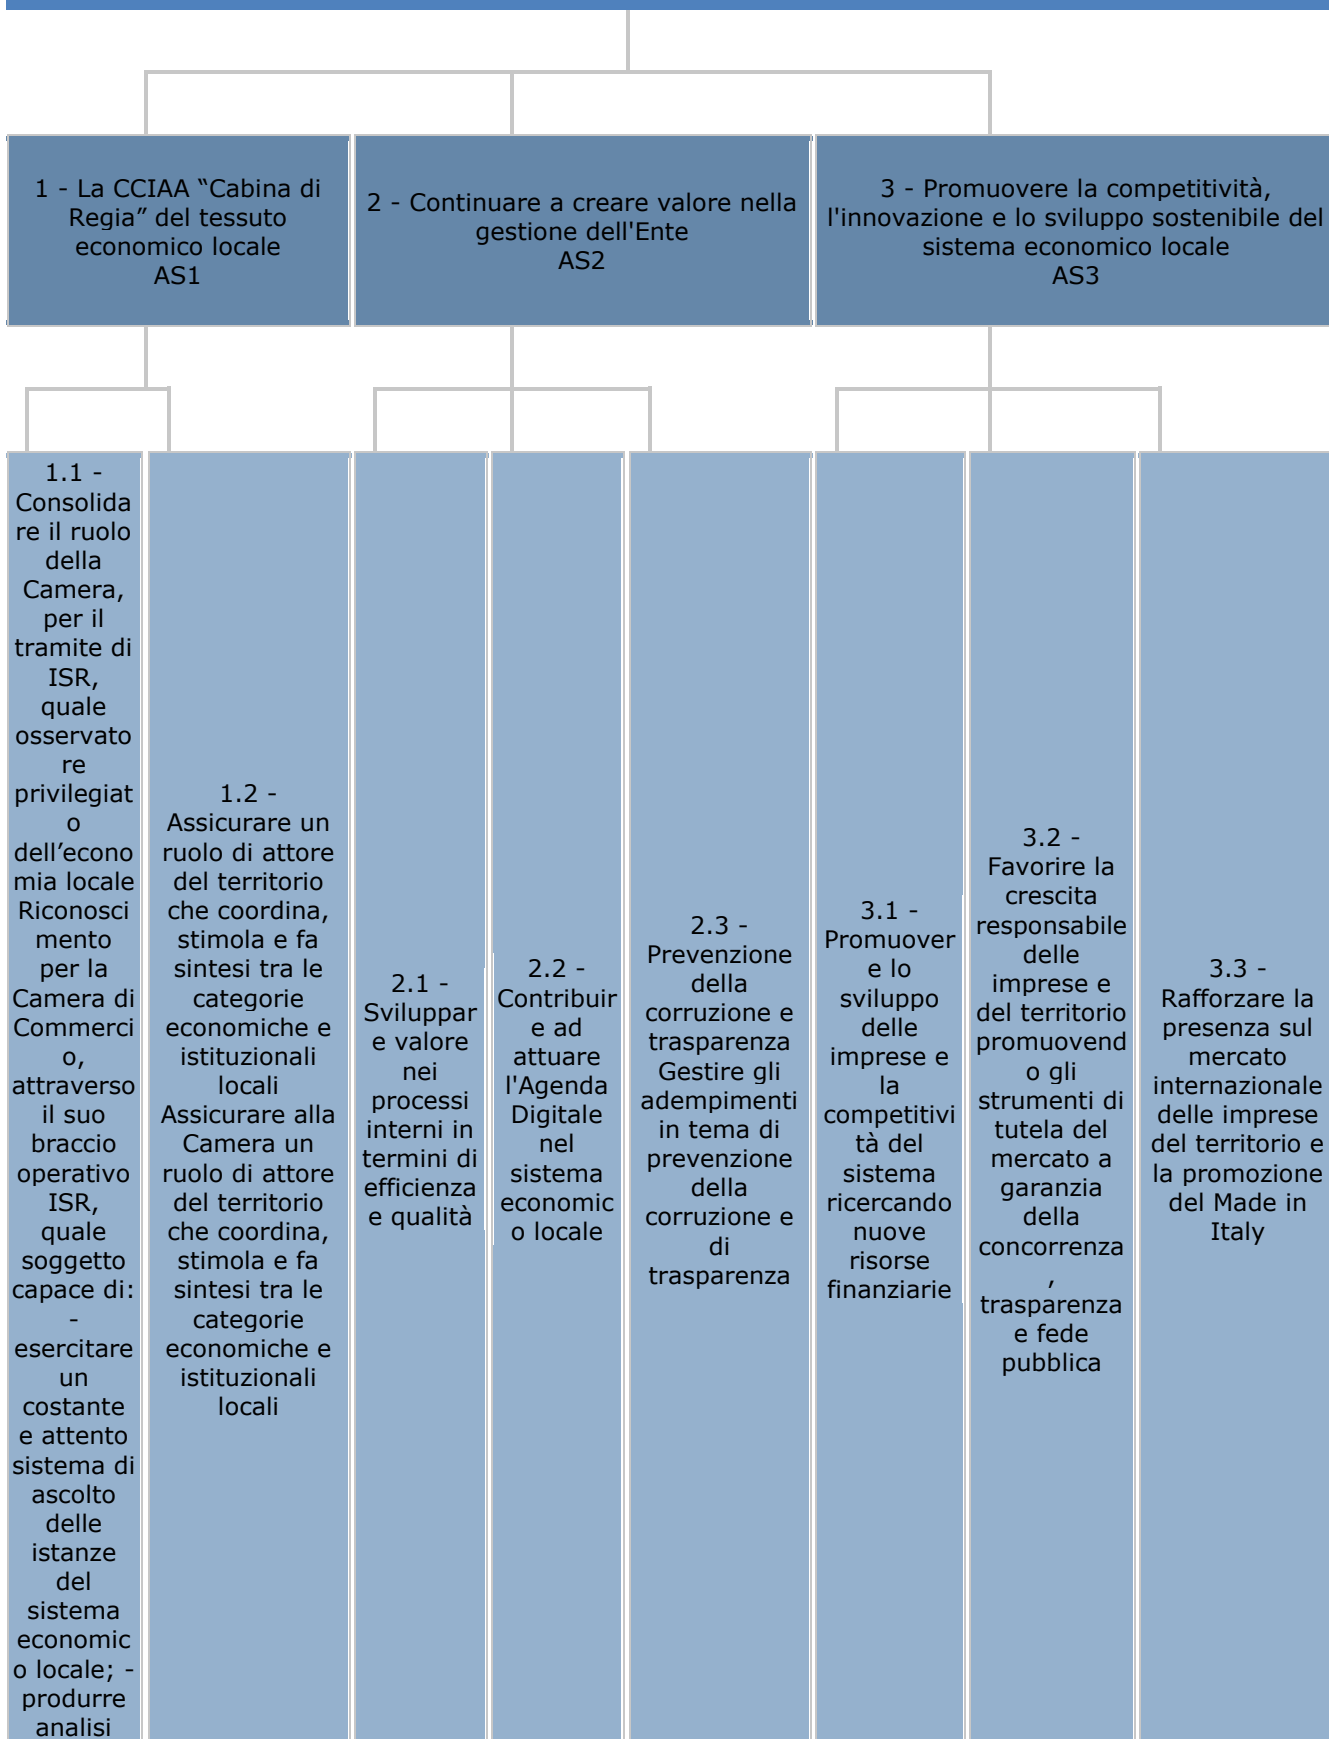 1 - La CCIAA “Cabina di
Regia” del tessuto
economico locale
AS1
2 - Continuare a creare valore nella
gestione dell'Ente
AS2
3 - Promuovere la competitività,
l'innovazione e lo sviluppo sostenibile del
sistema economico locale
AS3
1.1 -
Consolida
re il ruolo
della
Camera,
per il
tramite di
ISR,
quale
osservato
re
privilegiat
o
dell’econo
mia locale
Riconosci
mento
per la
Camera di
Commerci
o,
attraverso
il suo
braccio
operativo
ISR,
quale
soggetto
capace di:
-
esercitare
un
costante
e attento
sistema di
ascolto
delle
istanze
del
sistema
economic
o locale; -
produrre
analisi
1.2 -
Assicurare un
ruolo di attore
del territorio
che coordina,
stimola e fa
sintesi tra le
categorie
economiche e
istituzionali
locali
Assicurare alla
Camera un
ruolo di attore
del territorio
che coordina,
stimola e fa
sintesi tra le
categorie
economiche e
istituzionali
locali
2.1 -
Sviluppar
e valore
nei
processi
interni in
termini di
efficienza
e qualità
2.2 -
Contribuir
e ad
attuare
l'Agenda
Digitale
nel
sistema
economic
o locale
2.3 -
Prevenzione
della
corruzione e
trasparenza
Gestire gli
adempimenti
in tema di
prevenzione
della
corruzione e
di
trasparenza
3.1 -
Promuover
e lo
sviluppo
delle
imprese e
la
competitivi
tà del
sistema
ricercando
nuove
risorse
finanziarie
3.2 -
Favorire la
crescita
responsabile
delle
imprese e
del territorio
promuovend
o gli
strumenti di
tutela del
mercato a
garanzia
della
concorrenza
,
trasparenza
e fede
pubblica
3.3 -
Rafforzare la
presenza sul
mercato
internazionale
delle imprese
del territorio e
la promozione
del Made in
Italy